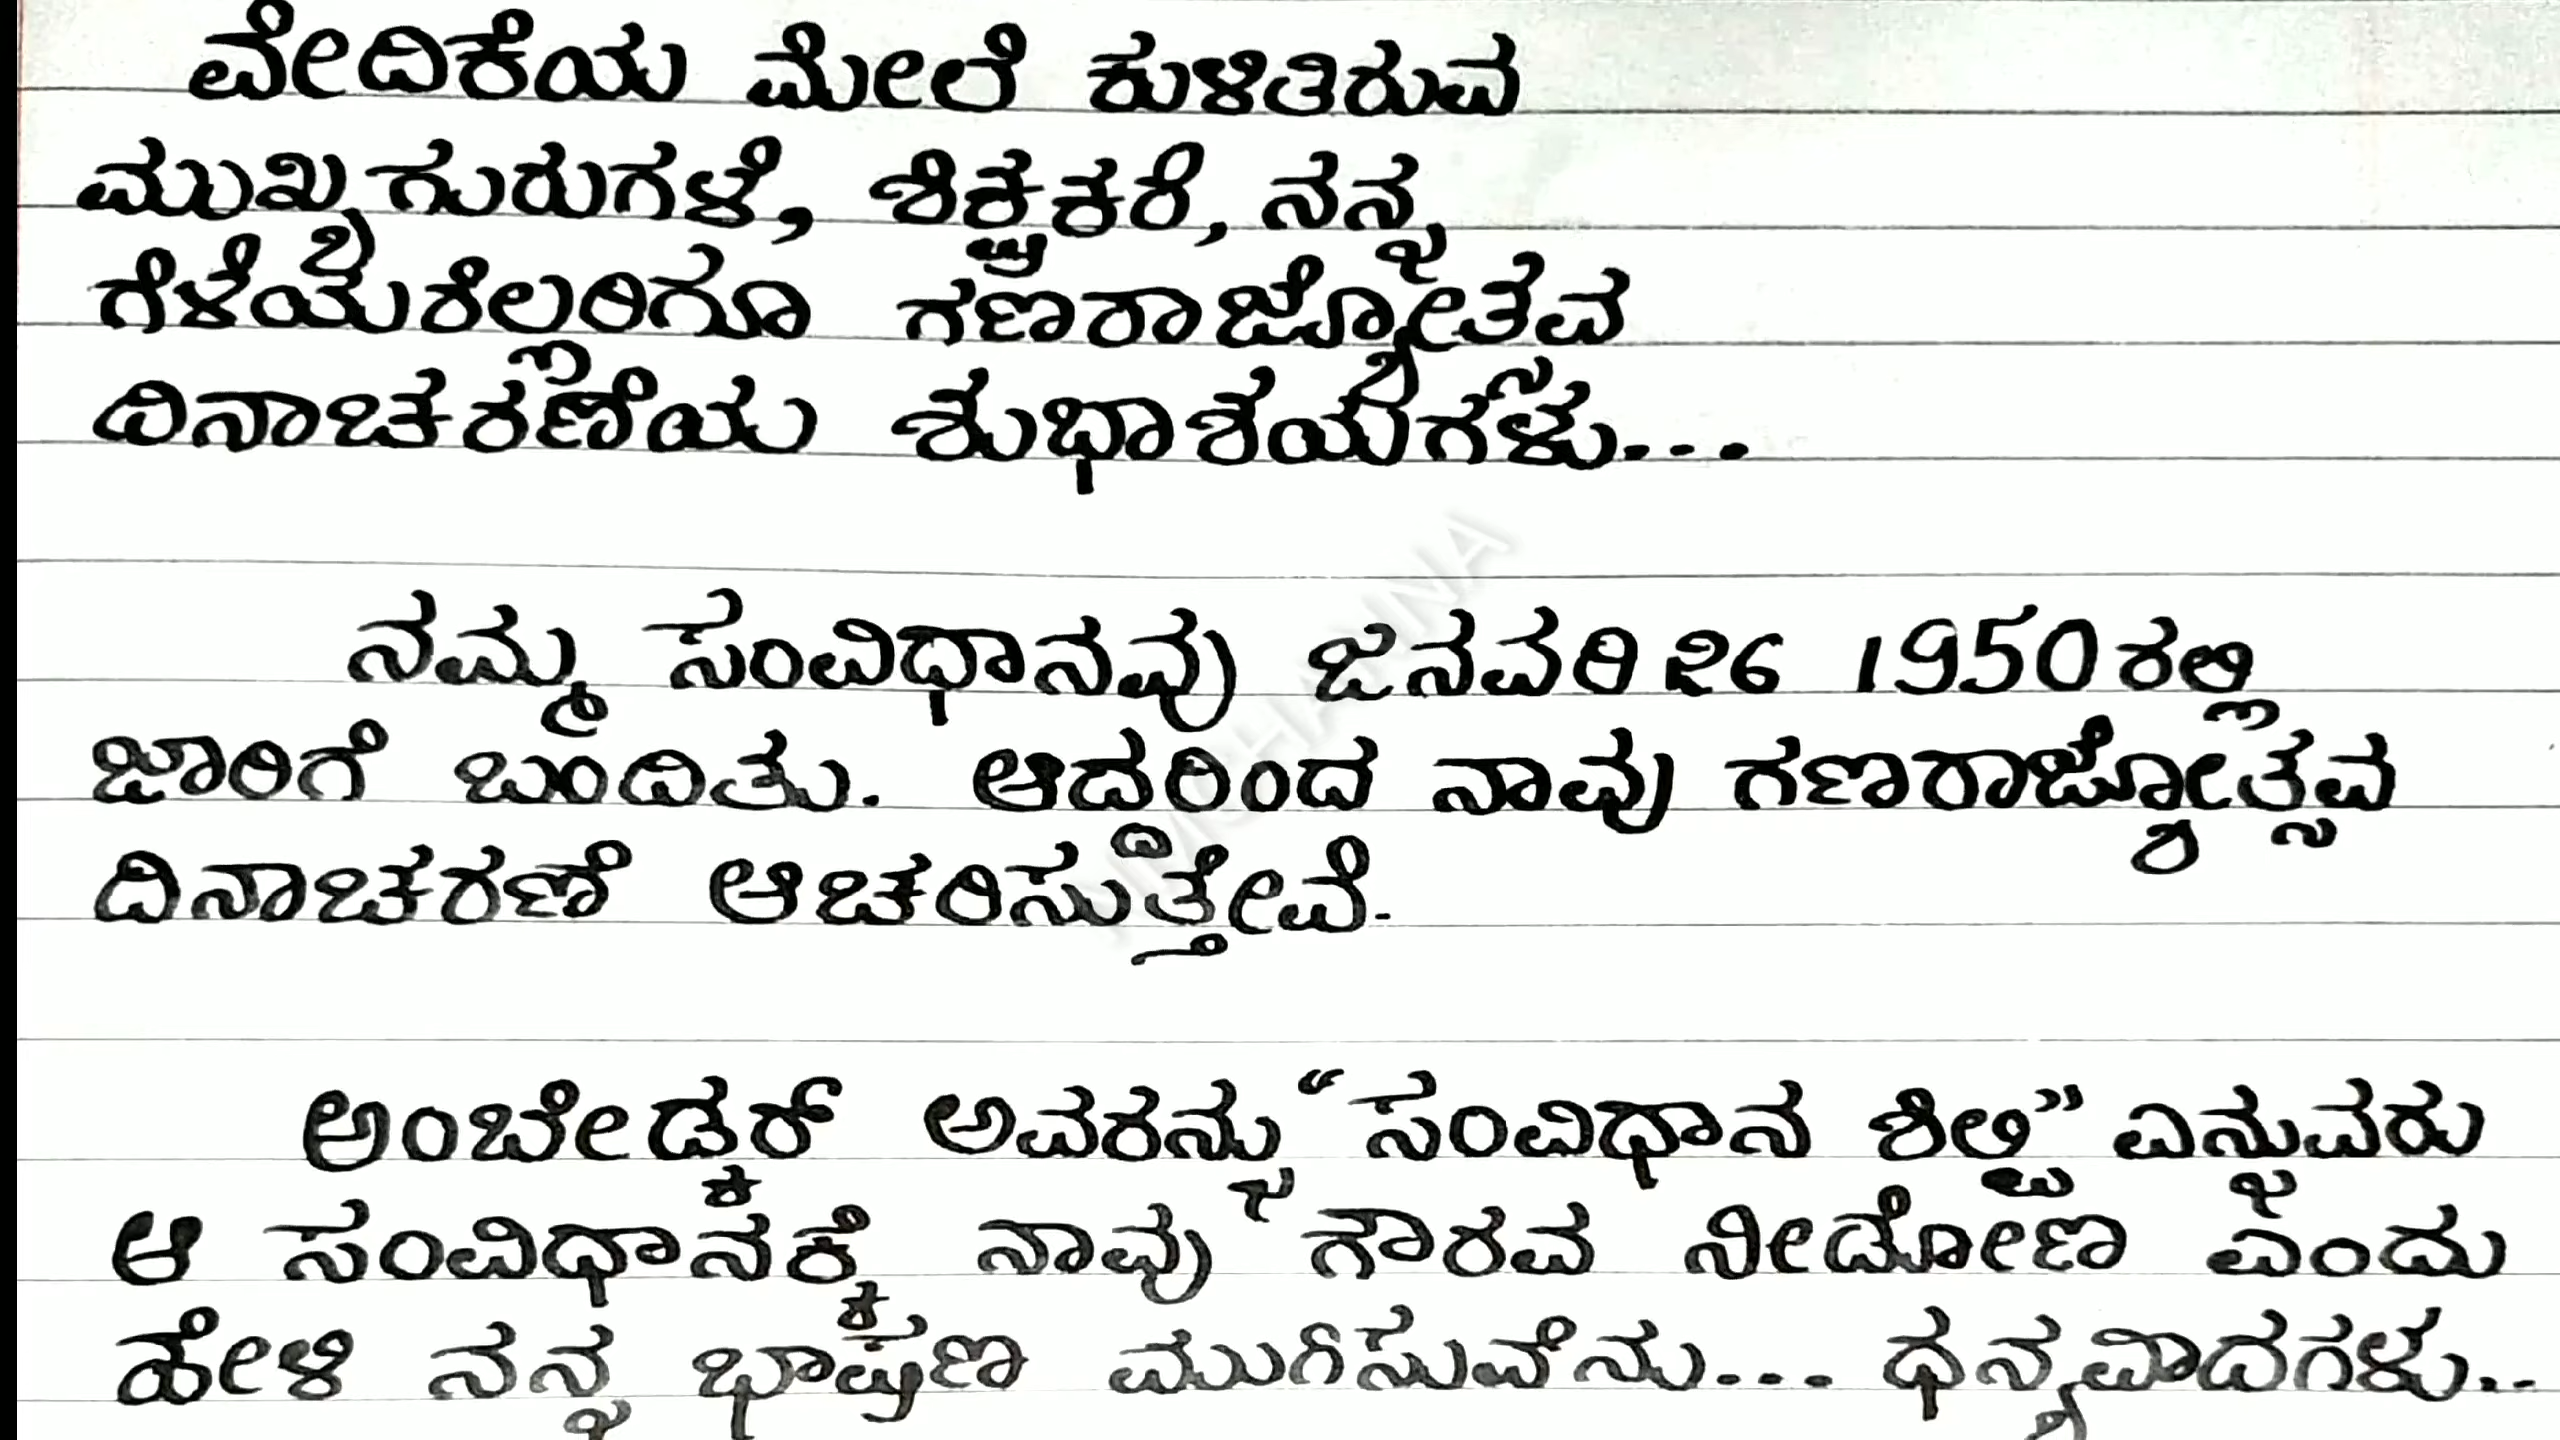 ವೇದಿಕೆಯ ಮೇಲೆ ಕುಳಿತಿರುವ
ಮುಖ್ಯಗುರುಗಳೆ, ಶಿಕ್ಷಕರೆ, ನನ್ನ
ಗೆಳೆಯರೆಲ್ಲರಿಗೂ ಗಣರಾಜ್ಯೋತ್ಸವ
ದಿನಾಚರಣೆಯ ಶುಭಾಶಯಗಳು...
ನಮ್ಮ ಸಂವಿಧಾನವು ಜನವರಿ 26 1950ರಲ್ಲಿ
ಜಾರಿಗೆ ಬಂದಿತು. ಆದ್ದರಿಂದ ನಾವು ಗಣರಾಜ್ಯೋತ್ಸವ
ದಿನಾಚರಣೆ ಆಚರಿಸುತ್ತೇವೆ.
ಅಂಬೇಡ್ಕರ್ ಅವರನ್ನು "ಸಂವಿಧಾನ ಶಿಲ್ಪಿ" ಎನ್ನುವರು
ಆ ಸಂವಿಧಾನಕ್ಕೆ ನಾವು ಗೌರವ ನೀಡೋಣ ಎಂದು
ಹೇಳಿ ನನ್ನ ಭಾಷಣ ಮುಗಿಸುವೆನು... ಧನ್ಯವಾದಗಳು..